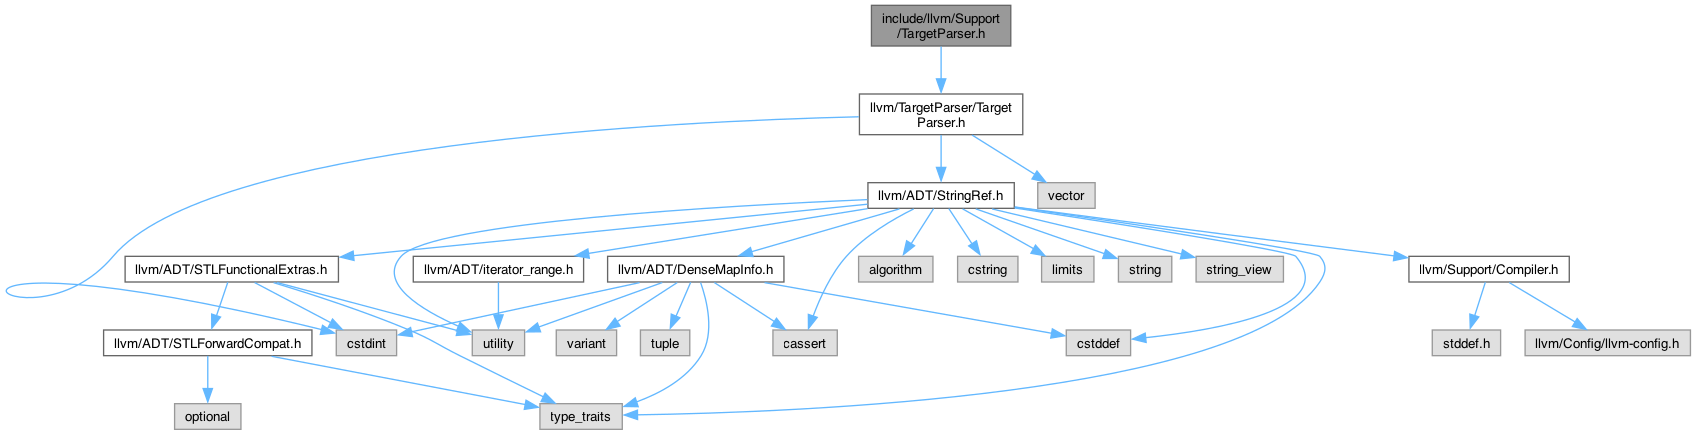 include/llvm/Support
/TargetParser.h
llvm/TargetParser/Target
Parser.h
llvm/ADT/StringRef.h
vector
llvm/ADT/STLFunctionalExtras.h
llvm/ADT/iterator_range.h
llvm/ADT/DenseMapInfo.h
algorithm
cstring
limits
string
string_view
llvm/Support/Compiler.h
llvm/ADT/STLForwardCompat.h
cstdint
utility
variant
tuple
cassert
cstddef
stddef.h
llvm/Config/llvm-config.h
optional
type_traits